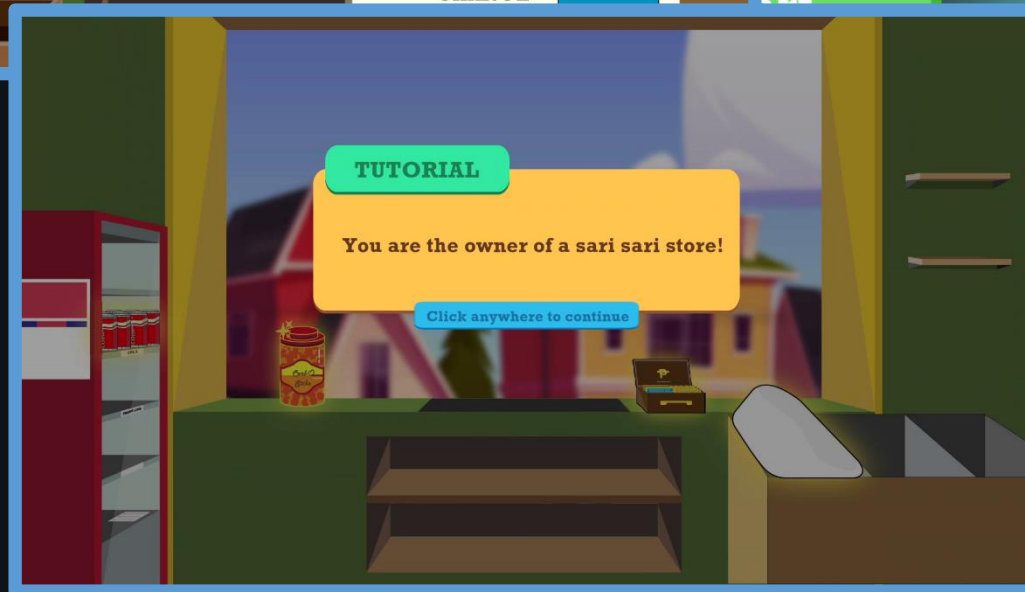 TUTORIAL
You are the owner of a sari sari store!
Click anywhere to continue